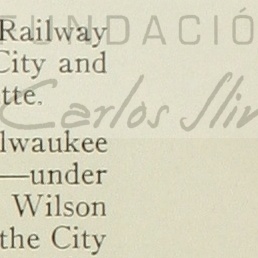 Railway
FUNDACIÓ
City and
tte.
Carlos Slim
lwaukee
—under
Wilson
the City